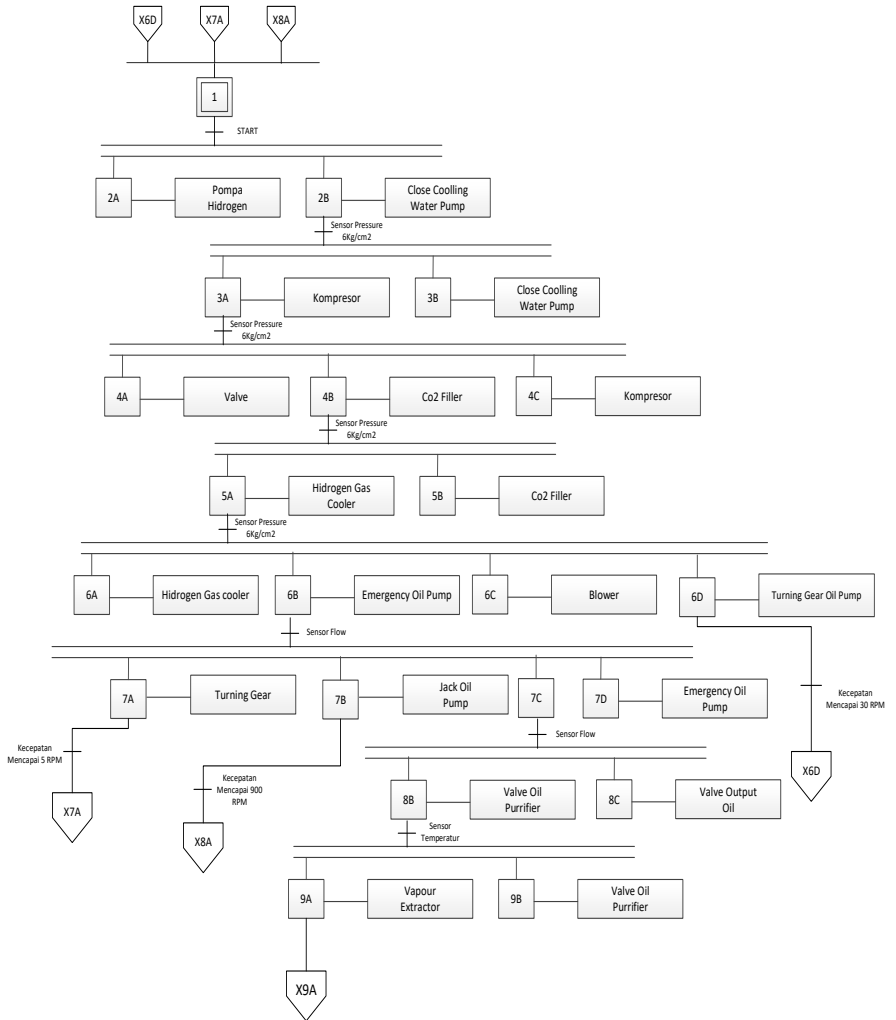 X6D
X7A
X8A
1
START
2A
Pompa
Hidrogen
2B
Close Coolling
Water Pump
Sensor Pressure
6Kg/cm2
3A
Kompresor
3B
Close Coolling
Water Pump
Sensor Pressure
6Kg/cm2
4A
Valve
4B
Co2 Filler
4C
Kompresor
Sensor Pressure
6Kg/cm2
5A
Hidrogen Gas
Cooler
5B
Co2 Filler
Sensor Pressure
6Kg/cm2
6A
Hidrogen Gas cooler
6B
Emergency Oil Pump
6C
Blower
6D
Turning Gear Oil Pump
Sensor Flow
7A
Turning Gear
7B
Jack Oil
Pump
7C
7D
Emergency Oil
Pump
Kecepatan
Mencapai 30 RPM
Sensor Flow
Kecepatan
Mencapai 5 RPM
X6D
Kecepatan
Mencapai 900
RPM
X7A
8B
Valve Oil
Purrifier
8C
Valve Output
Oil
Sensor
Temperatur
X8A
9A
Vapour
Extractor
9B
Valve Oil
Purrifier
X9A